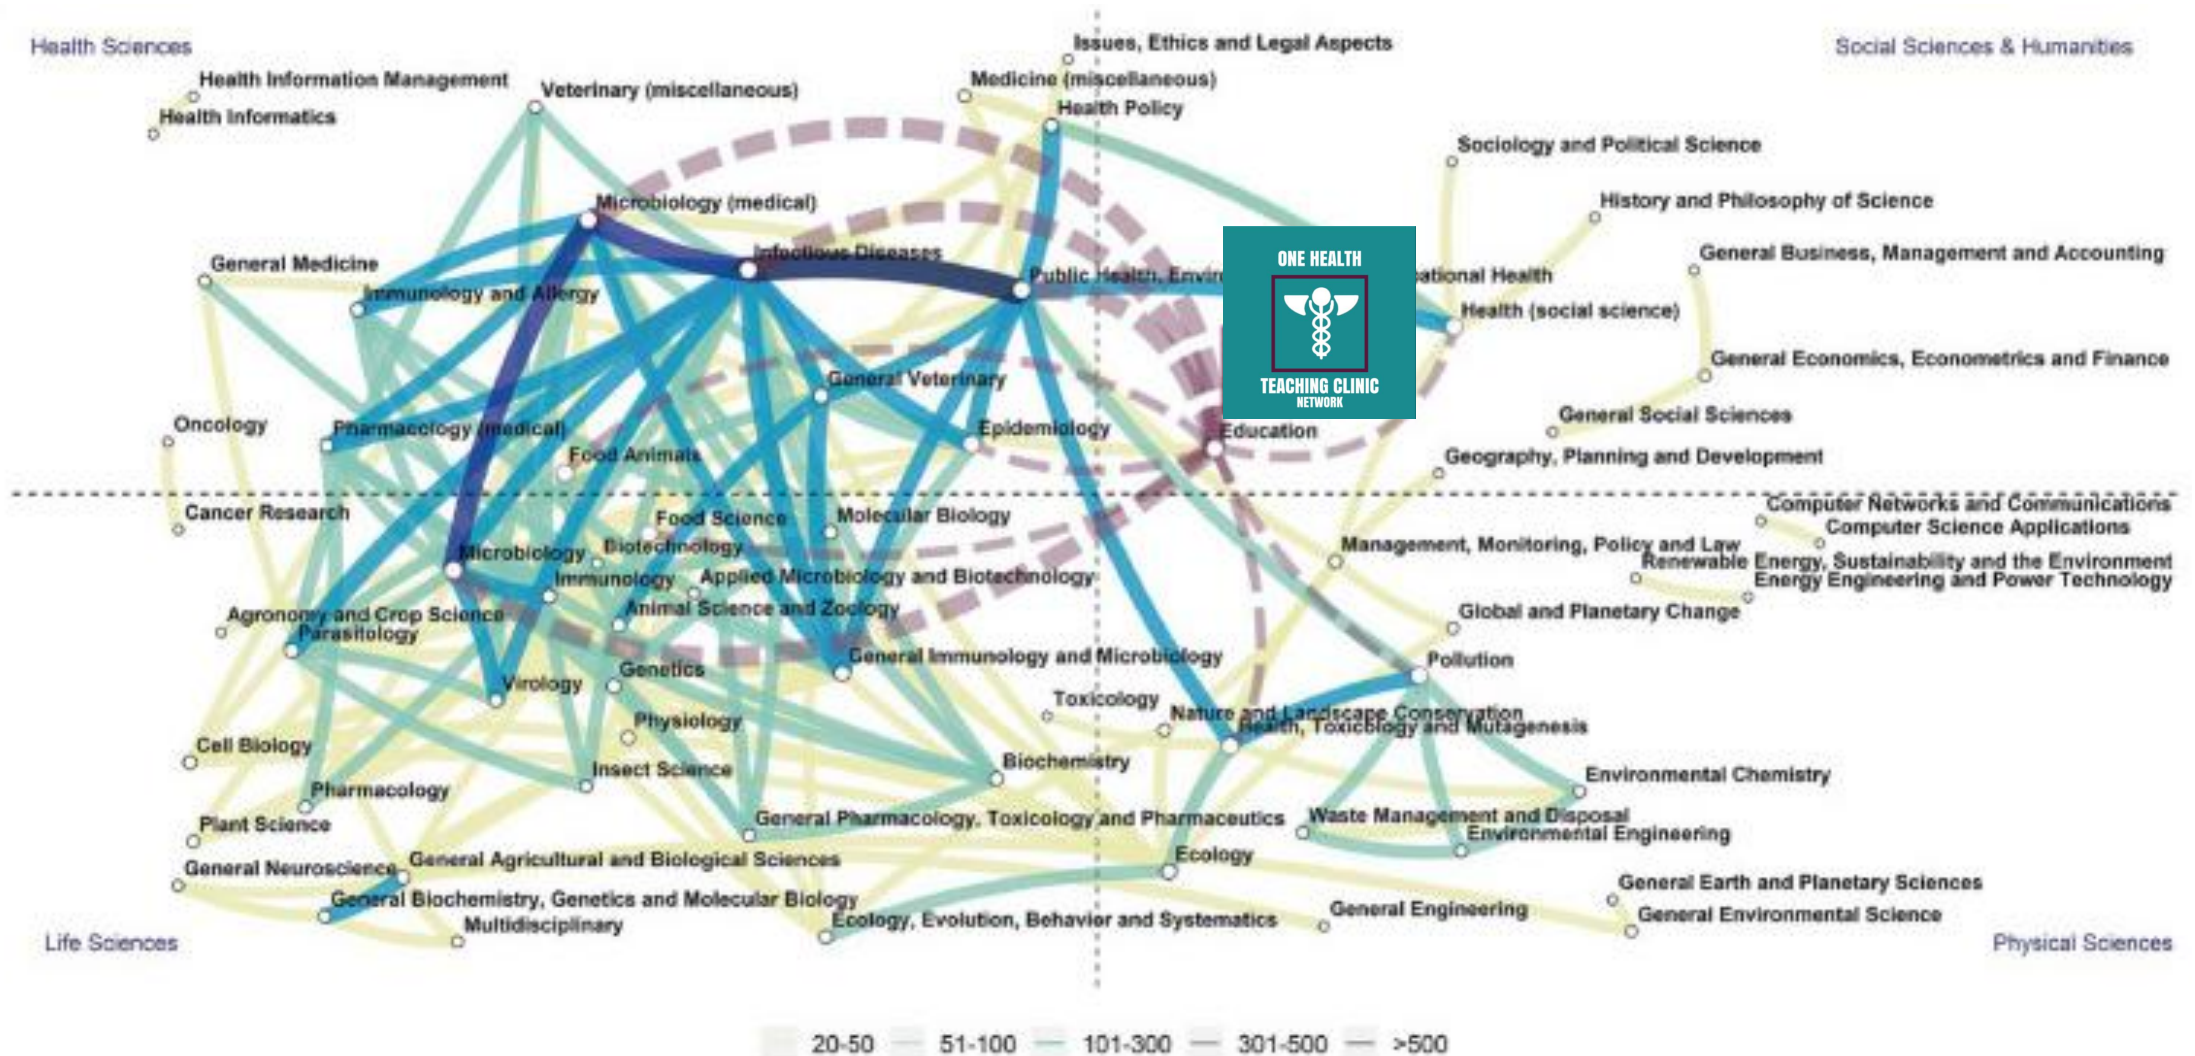 Health Sciences
Social Sciences & Humanities
Issues, Ethics and Legal Aspects
Health Information Management
Veterinary (miscellaneous)
Medicine (miscellaneous)
Health Informatics
Health Policy
Sociology and Political Science
Microbiology (medical)
History and Philosophy of Science
Infectious Diseases
General Business, Management and Accounting
ONE HEALTH
General Medicine
Public Health, Envir
ational Health
Immunology and Allergy
Health (social science)
General Economics, Econometrics and Finance
General Veterinary
TEACHING CLINIC
NETWORK
General Social Sciences
Oncology
Pharmacology (medical)
Epidemiology
Education
Food Animals
Geography, Planning and Development
Computer Networks and Communications
Cancer Research
Food Science
Molecular Biology
Computer Science Applications
Microbiology
Biotechnology
Management, Monitoring, Policy and Law
Renewable Energy, Sustainability and the Environment
Immunology
Applied Microbiology and Biotechnology
Energy Engineering and Power Technology
Agronomy and Crop Science
Animal Science and Zoology
Global and Planetary Change
Parasitology
General Immunology and Microbiology
Pollution
Genetics
Virology
Toxicology
Nature and Landscape Conservation
Physiology
Health, Toxicology and Mutagenesis
Cell Biology
Insect Science
Biochemistry
Environmental Chemistry
Pharmacology
Plant Science
General Pharmacology, Toxicology and Pharmaceutics
Waste Management and Disposal
Environmental Engineering
General Neuroscience
General Agricultural and Biological Sciences
Ecology
General Earth and Planetary Sciences
General Biochemistry, Genetics and Molecular Biology
General Engineering
General Environmental Science
Multidisciplinary
Ecology, Evolution, Behavior and Systematics
Life Sciences
Physical Sciences
20-50
51-100
101-300
301-500
>500